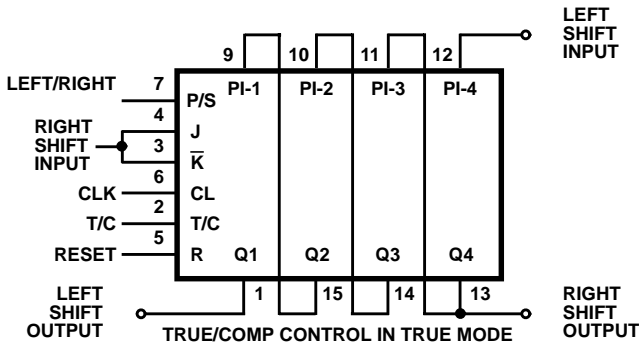 LEFT
SHIFT
INPUT
9 10 11 12
LEFT/RIGHT 7 P/S PI-1 PI-2 PI-3 PI-4
RIGHT
SHIFT
INPUT
4 J
3 K̅
CLK 6 CL
T/C 2 T/C
RESET 5 R Q1 Q2 Q3 Q4
1 15 14 13
LEFT
SHIFT
OUTPUT
RIGHT
SHIFT
OUTPUT
TRUE/COMP CONTROL IN TRUE MODE